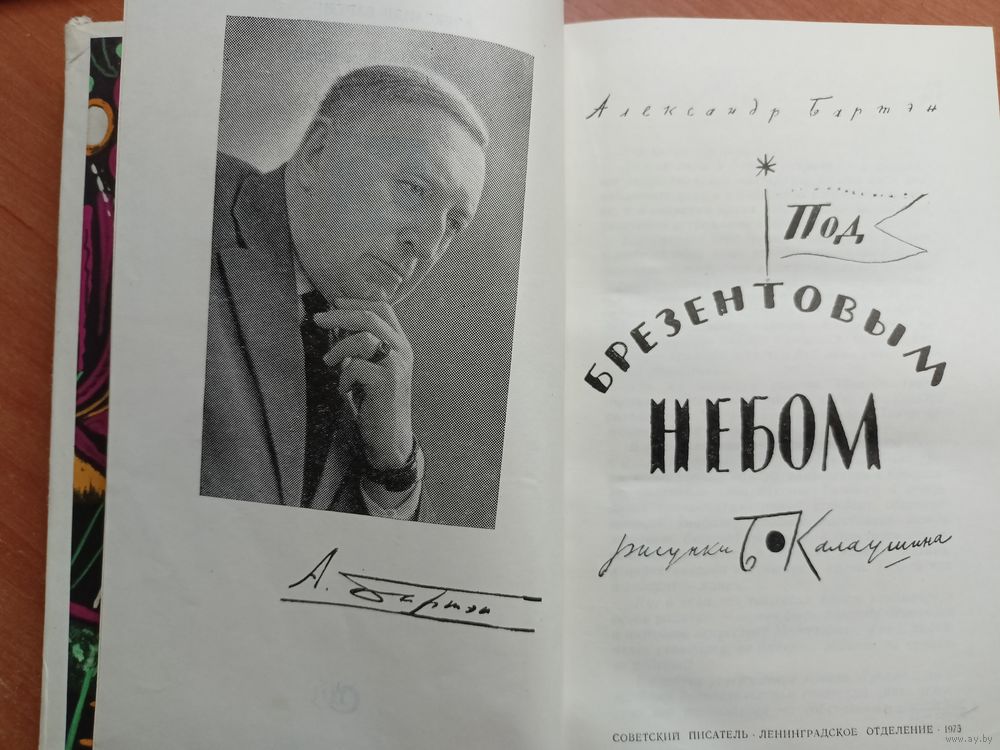 А. Бартэн
Александр Бартэн
Под
БРЕЗЕНТОВЫМ
НЕБОМ
рисунки Б. Калаушина
СОВЕТСКИЙ ПИСАТЕЛЬ · ЛЕНИНГРАДСКОЕ ОТДЕЛЕНИЕ · 1973
www.ay.by